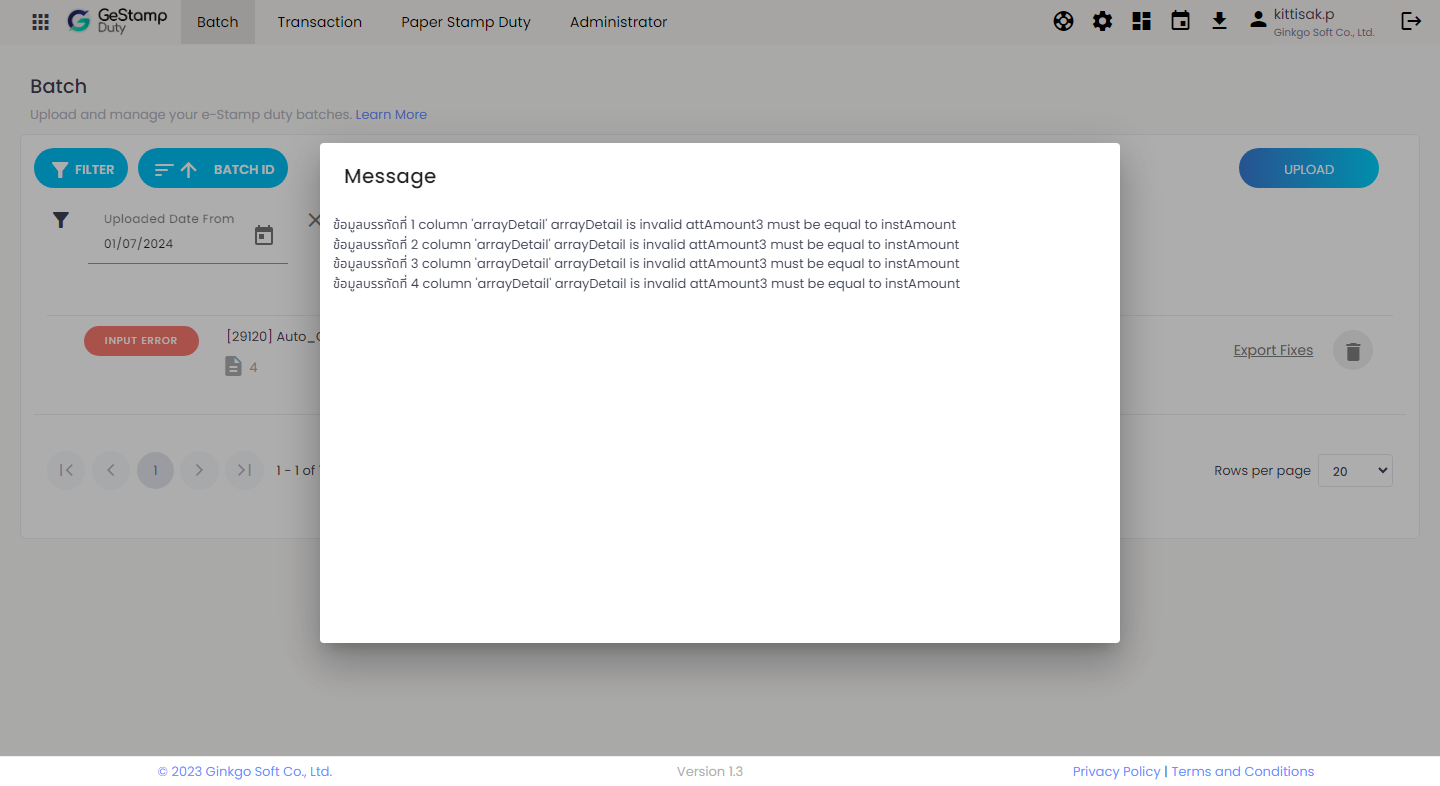 GeStamp
Duty
Batch
Transaction
Paper Stamp Duty
Administrator
kittisak.p
Ginkgo Soft Co., Ltd.
Batch
Upload and manage your e-Stamp duty batches. Learn More
FILTER
BATCH ID
UPLOAD
Uploaded Date From
01/07/2024
Message
ข้อมูลบรรทัดที่ 1 column 'arrayDetail' arrayDetail is invalid attAmount3 must be equal to instAmount
ข้อมูลบรรทัดที่ 2 column 'arrayDetail' arrayDetail is invalid attAmount3 must be equal to instAmount
ข้อมูลบรรทัดที่ 3 column 'arrayDetail' arrayDetail is invalid attAmount3 must be equal to instAmount
ข้อมูลบรรทัดที่ 4 column 'arrayDetail' arrayDetail is invalid attAmount3 must be equal to instAmount
INPUT ERROR
[29120] Auto_
4
Export Fixes
1
1 - 1 of
Rows per page
20
© 2023 Ginkgo Soft Co., Ltd.
Version 1.3
Privacy Policy | Terms and Conditions